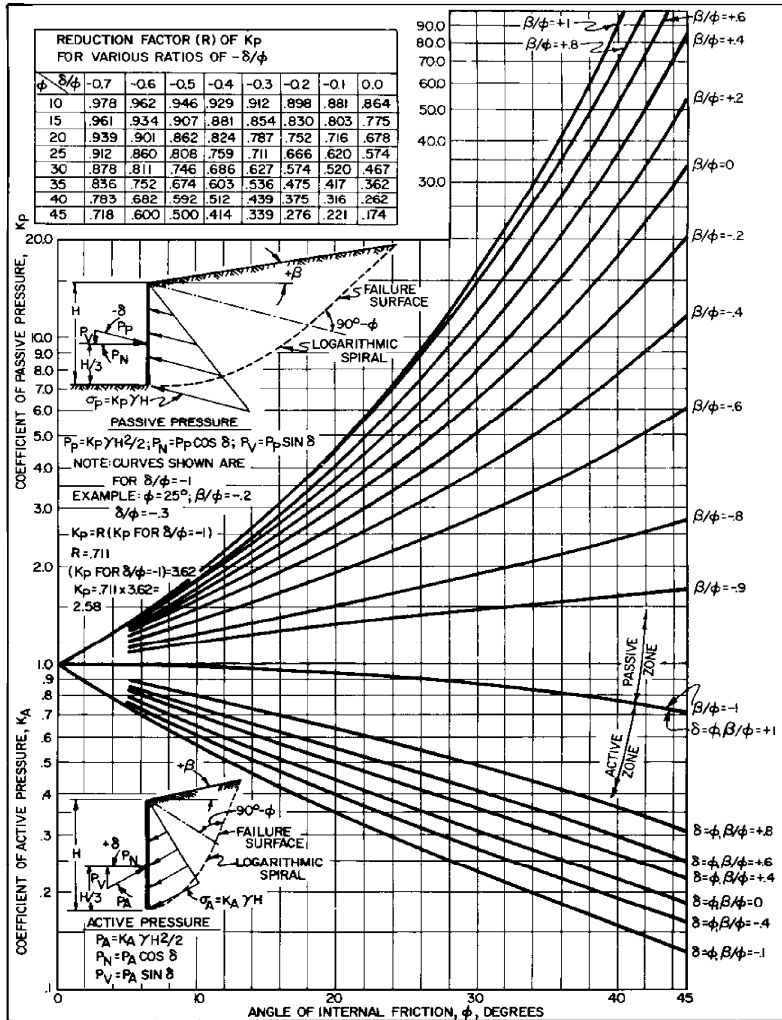 REDUCTION FACTOR (R) OF Kp
FOR VARIOUS RATIOS OF -δ/φ
φ δ/φ -0.7 -0.6 -0.5 -0.4 -0.3 -0.2 -0.1 0.0
10 .978 .962 .946 .929 .912 .898 .881 .864
15 .961 .934 .907 .881 .854 .830 .803 .775
20 .939 .901 .862 .824 .787 .752 .716 .678
25 .912 .860 .808 .759 .711 .666 .620 .574
30 .878 .811 .746 .686 .627 .574 .520 .467
35 .836 .752 .674 .603 .536 .475 .417 .362
40 .783 .682 .592 .512 .439 .375 .316 .262
45 .718 .600 .500 .414 .339 .276 .221 .174
90.0
80.0
70.0
60.0
50.0
40.0
30.0
β/φ=+1
β/φ=+.8
β/φ=+.6
β/φ=+.4
β/φ=+.2
β/φ=0
β/φ=-.2
β/φ=-.4
β/φ=-.6
β/φ=-.8
β/φ=-.9
β/φ=-1
δ=φ,β/φ=+1
δ=φ,β/φ=+.8
δ=φ,β/φ=+.6
δ=φ,β/φ=+.4
δ=φ,β/φ=0
δ=φ,β/φ=-.4
δ=φ,β/φ=-.1
COEFFICIENT OF PASSIVE PRESSURE, Kp
20.0
10.0
9.0
8.0
7.0
6.0
5.0
4.0
3.0
2.0
1.0
.9
.8
.7
.6
.5
.4
.3
.2
.1
COEFFICIENT OF ACTIVE PRESSURE, KA
+β
FAILURE
SURFACE
90°-φ
LOGARITHMIC
SPIRAL
H
-δ
PP
PV
PN
H/3
σP=KPγH
PASSIVE PRESSURE
PP=KPγH2/2; PN=PP COS δ; PV=PP SIN δ
NOTE: CURVES SHOWN ARE
FOR δ/φ=-1
EXAMPLE: φ=25°; β/φ=-.2
δ/φ=-.3
KP=R (KP FOR δ/φ=-1)
R=.711
(KP FOR δ/φ=-1)=3.62
KP=.711 x 3.62=
2.58
PASSIVE
ZONE
ACTIVE
ZONE
+β
90°-φ
FAILURE
SURFACE
LOGARITHMIC
SPIRAL
H
+δ
PN
PV
PA
H/3
σA=KAγH
ACTIVE PRESSURE
PA=KAγH2/2
PN=PA COS δ
PV=PA SIN δ
0 10 20 30 40 45
ANGLE OF INTERNAL FRICTION, φ, DEGREES